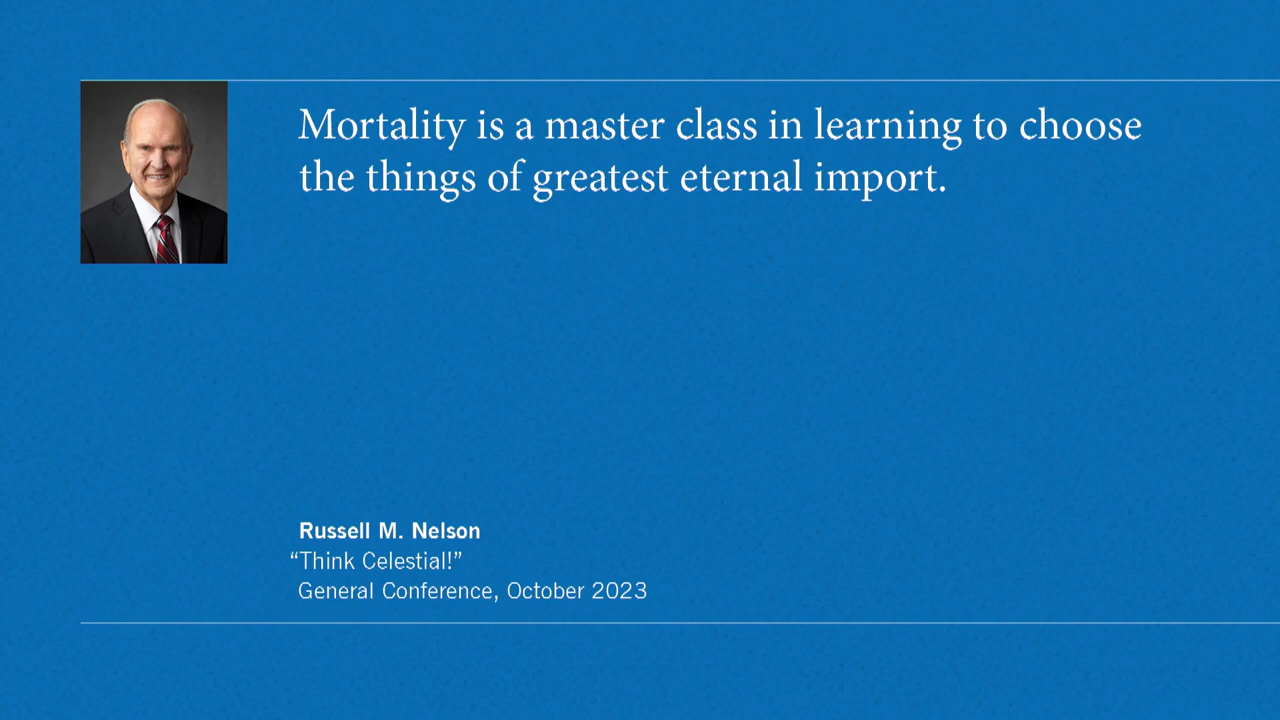 Mortality is a master class in learning to choose
the things of greatest eternal import.
Russell M. Nelson
“Think Celestial!”
General Conference, October 2023